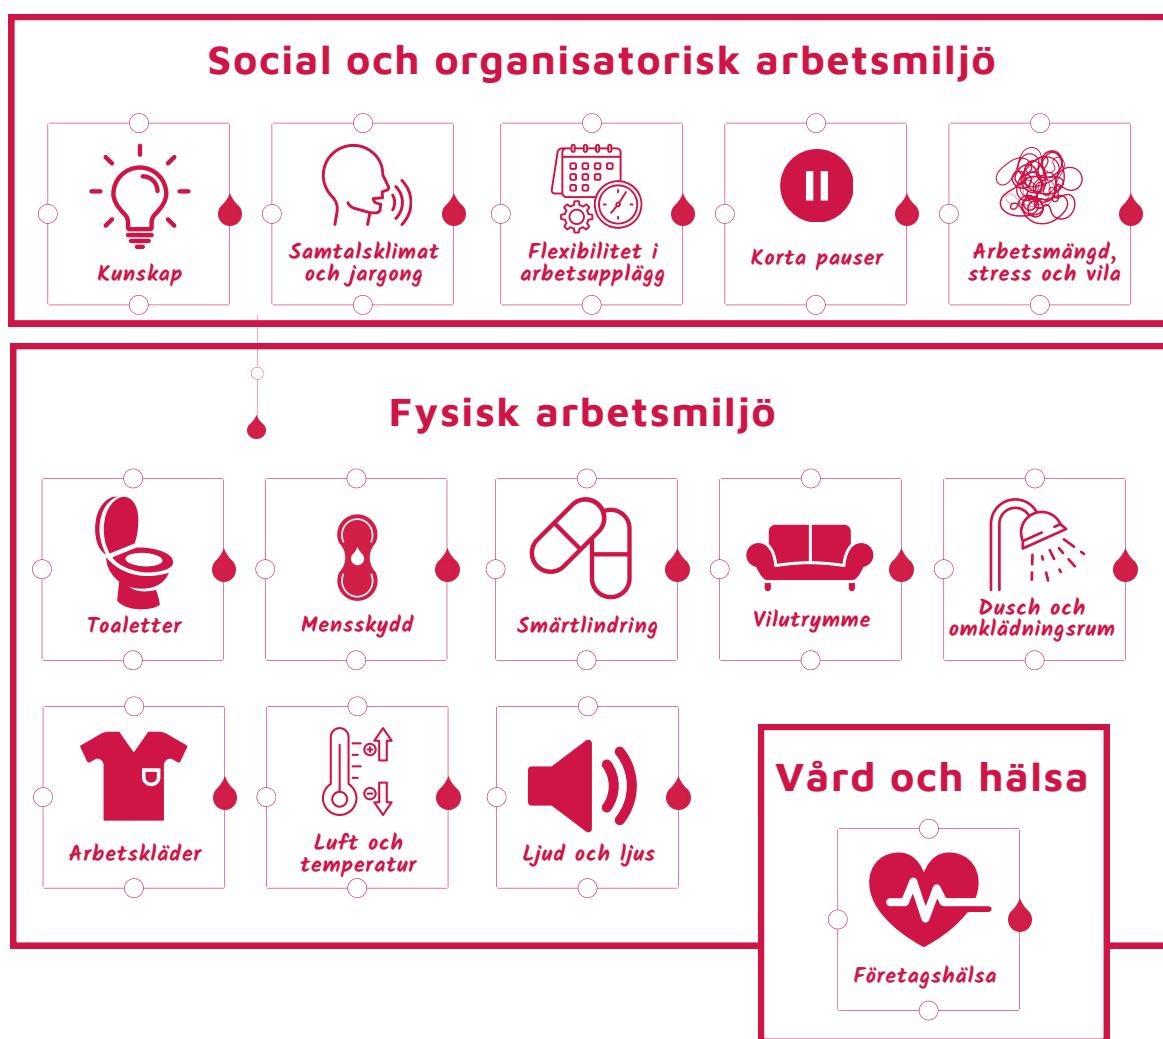 Social och organisatorisk arbetsmiljö
Kunskap
Samtalsklimat
och jargong
Flexibilitet i
arbetsupplägg
Korta pauser
Arbetsmängd,
stress och vila
Fysisk arbetsmiljö
Toaletter
Mensskydd
Smärtlindring
Vilutrymme
Dusch och
omklädningsrum
Arbetskläder
Luft och
temperatur
Ljud och ljus
Vård och hälsa
Företagshälsa